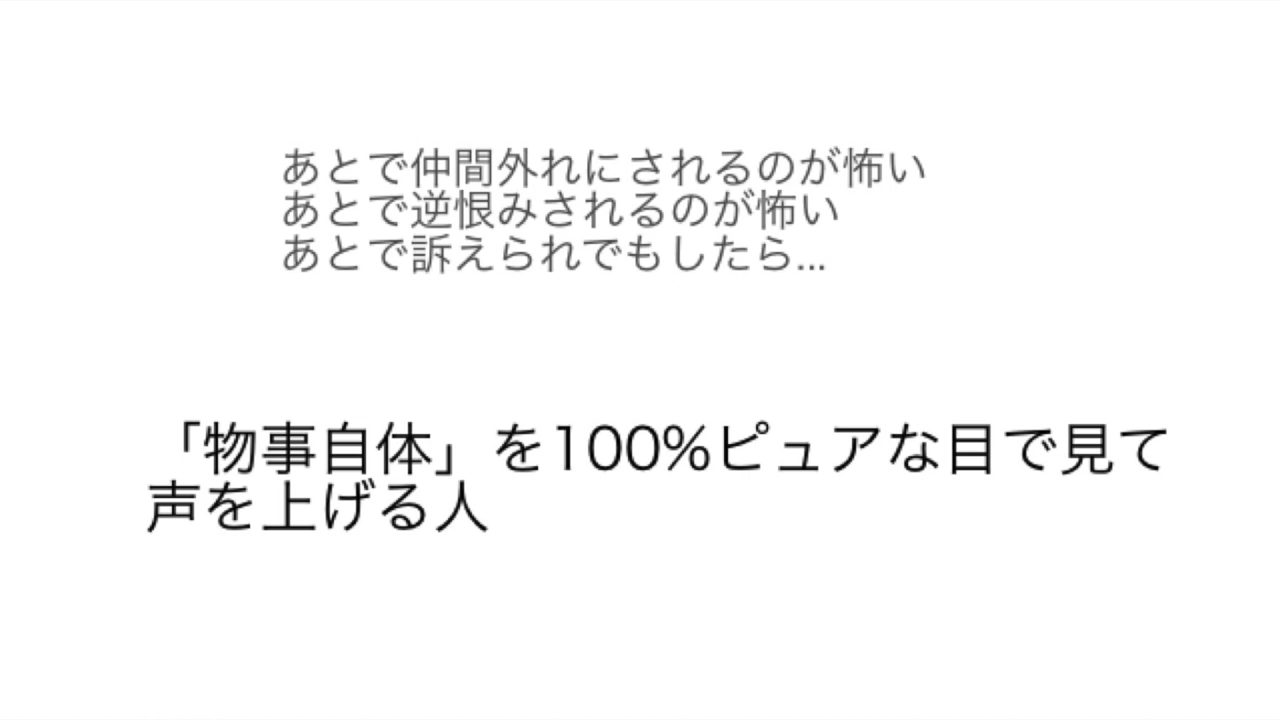 あとで仲間外れにされるのが怖い
あとで逆恨みされるのが怖い
あとで訴えられでもしたら...
「物事自体」を100%ピュアな目で見て
声を上げる人